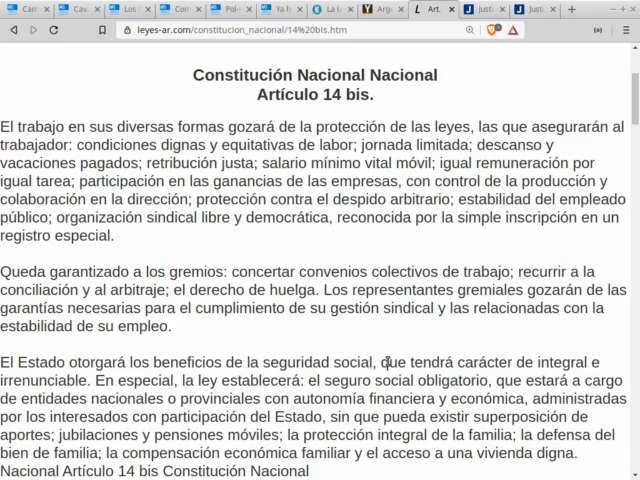 Cam
Cava
Los
Com
Pol-
Ya h
La U
Arge
Art.
Justi
Justi
leyes-ar.com/constitucion_nacional/14%20bis.htm
Constitución Nacional Nacional
Artículo 14 bis.
El trabajo en sus diversas formas gozará de la protección de las leyes, las que asegurarán al
trabajador: condiciones dignas y equitativas de labor; jornada limitada; descanso y
vacaciones pagados; retribución justa; salario mínimo vital móvil; igual remuneración por
igual tarea; participación en las ganancias de las empresas, con control de la producción y
colaboración en la dirección; protección contra el despido arbitrario; estabilidad del empleado
público; organización sindical libre y democrática, reconocida por la simple inscripción en un
registro especial.
Queda garantizado a los gremios: concertar convenios colectivos de trabajo; recurrir a la
conciliación y al arbitraje; el derecho de huelga. Los representantes gremiales gozarán de las
garantías necesarias para el cumplimiento de su gestión sindical y las relacionadas con la
estabilidad de su empleo.
El Estado otorgará los beneficios de la seguridad social, que tendrá carácter de integral e
irrenunciable. En especial, la ley establecerá: el seguro social obligatorio, que estará a cargo
de entidades nacionales o provinciales con autonomía financiera y económica, administradas
por los interesados con participación del Estado, sin que pueda existir superposición de
aportes; jubilaciones y pensiones móviles; la protección integral de la familia; la defensa del
bien de familia; la compensación económica familiar y el acceso a una vivienda digna.
Nacional Artículo 14 bis Constitución Nacional